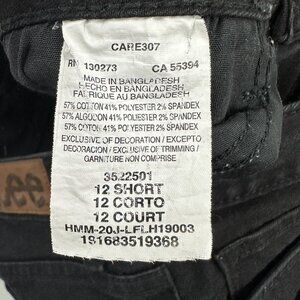 CARE307
RN 130273 CA 55394
MADE IN BANGLADESH
HECHO EN BANGLADESH
FABRIQUE AU BANGLADESH
57% COTTON 41% POLYESTER 2% SPANDEX
57% ALGODON 41% POLIESTER 2% SPANDEX
57% COTON 41% POLYESTER 2% SPANDEX
EXCLUSIVE OF DECORATION / EXCEPTO
DECORACION / EXCLUSIVE OF TRIMMING /
GARNITURE NON COMPRISE
3522501
12 SHORT
12 CORTO
12 COURT
HMM-20J-LFLH19003
191683519368